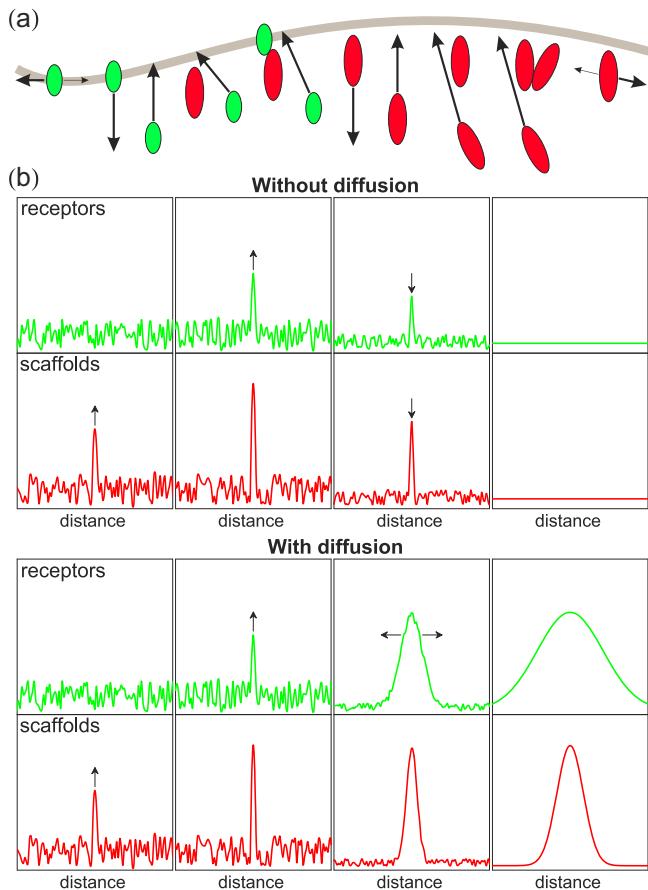 (a)
(b)
Without diffusion
receptors
scaffolds
distance distance distance distance
With diffusion
receptors
scaffolds
distance distance distance distance